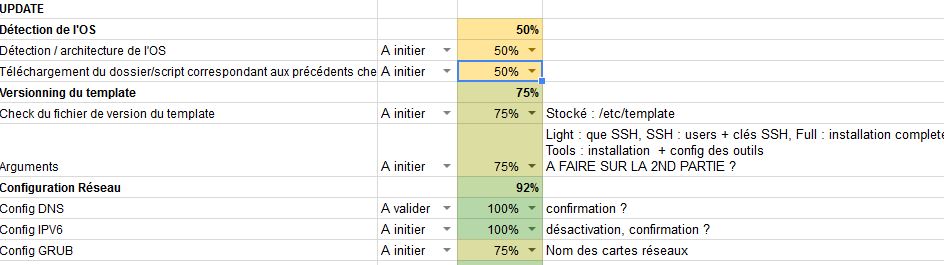 UPDATE
Détection de l'OS 50%
Détection / architecture de l'OS A initier 50%
Téléchargement du dossier/script correspondant aux précédents che A initier 50%
Versionning du template 75%
Check du fichier de version du template A initier 75% Stocké : /etc/template
Light : que SSH, SSH : users + clés SSH, Full : installation complete
Tools : installation + config des outils
Arguments A initier 75% A FAIRE SUR LA 2ND PARTIE ?
Configuration Réseau 92%
Config DNS A valider 100% confirmation ?
Config IPV6 A initier 100% désactivation, confirmation ?
Config GRUB A initier 75% Nom des cartes réseaux